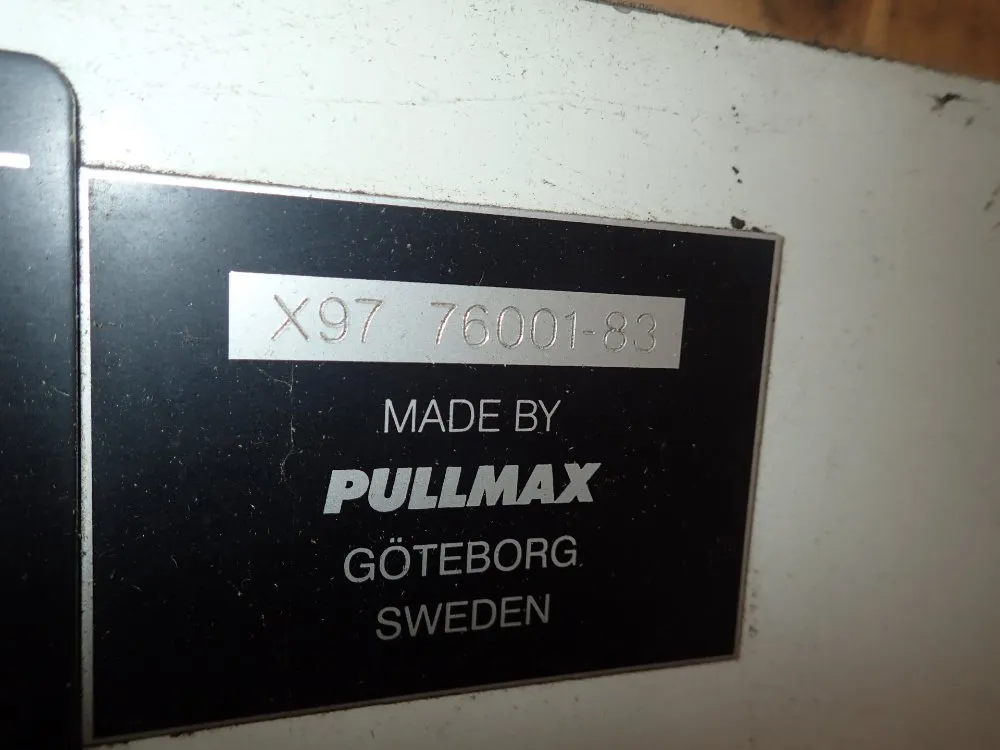 X97 76001-83
MADE BY
PULLMAX
GÖTEBORG
SWEDEN